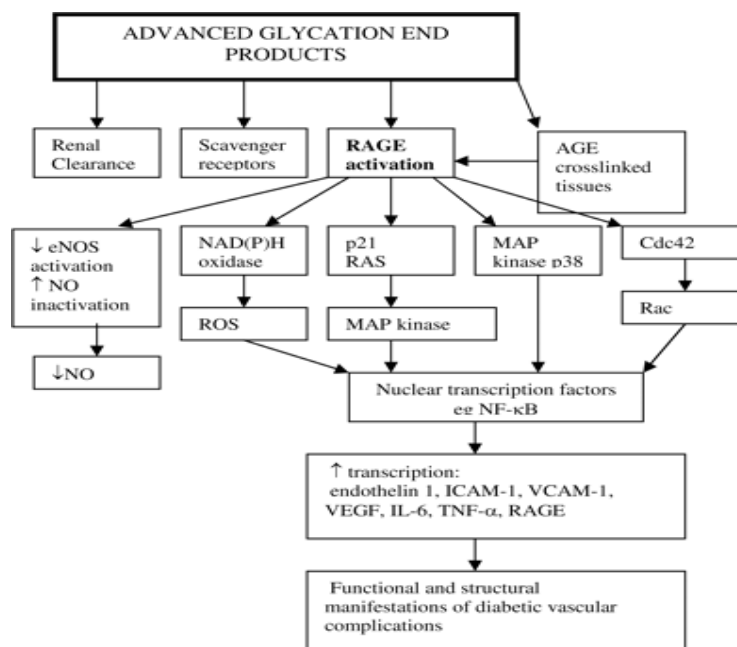 ADVANCED GLYCATION END
PRODUCTS
Renal
Clearance
Scavenger
receptors
RAGE
activation
AGE
crosslinked
tissues
↓ eNOS
activation
↑ NO
inactivation
NAD(P)H
oxidase
p21
RAS
MAP
kinase p38
Cdc42
ROS
MAP kinase
Rac
↓NO
Nuclear transcription factors
eg NF-κB
↑ transcription:
endothelin 1, ICAM-1, VCAM-1,
VEGF, IL-6, TNF-α, RAGE
Functional and structural
manifestations of diabetic vascular
complications